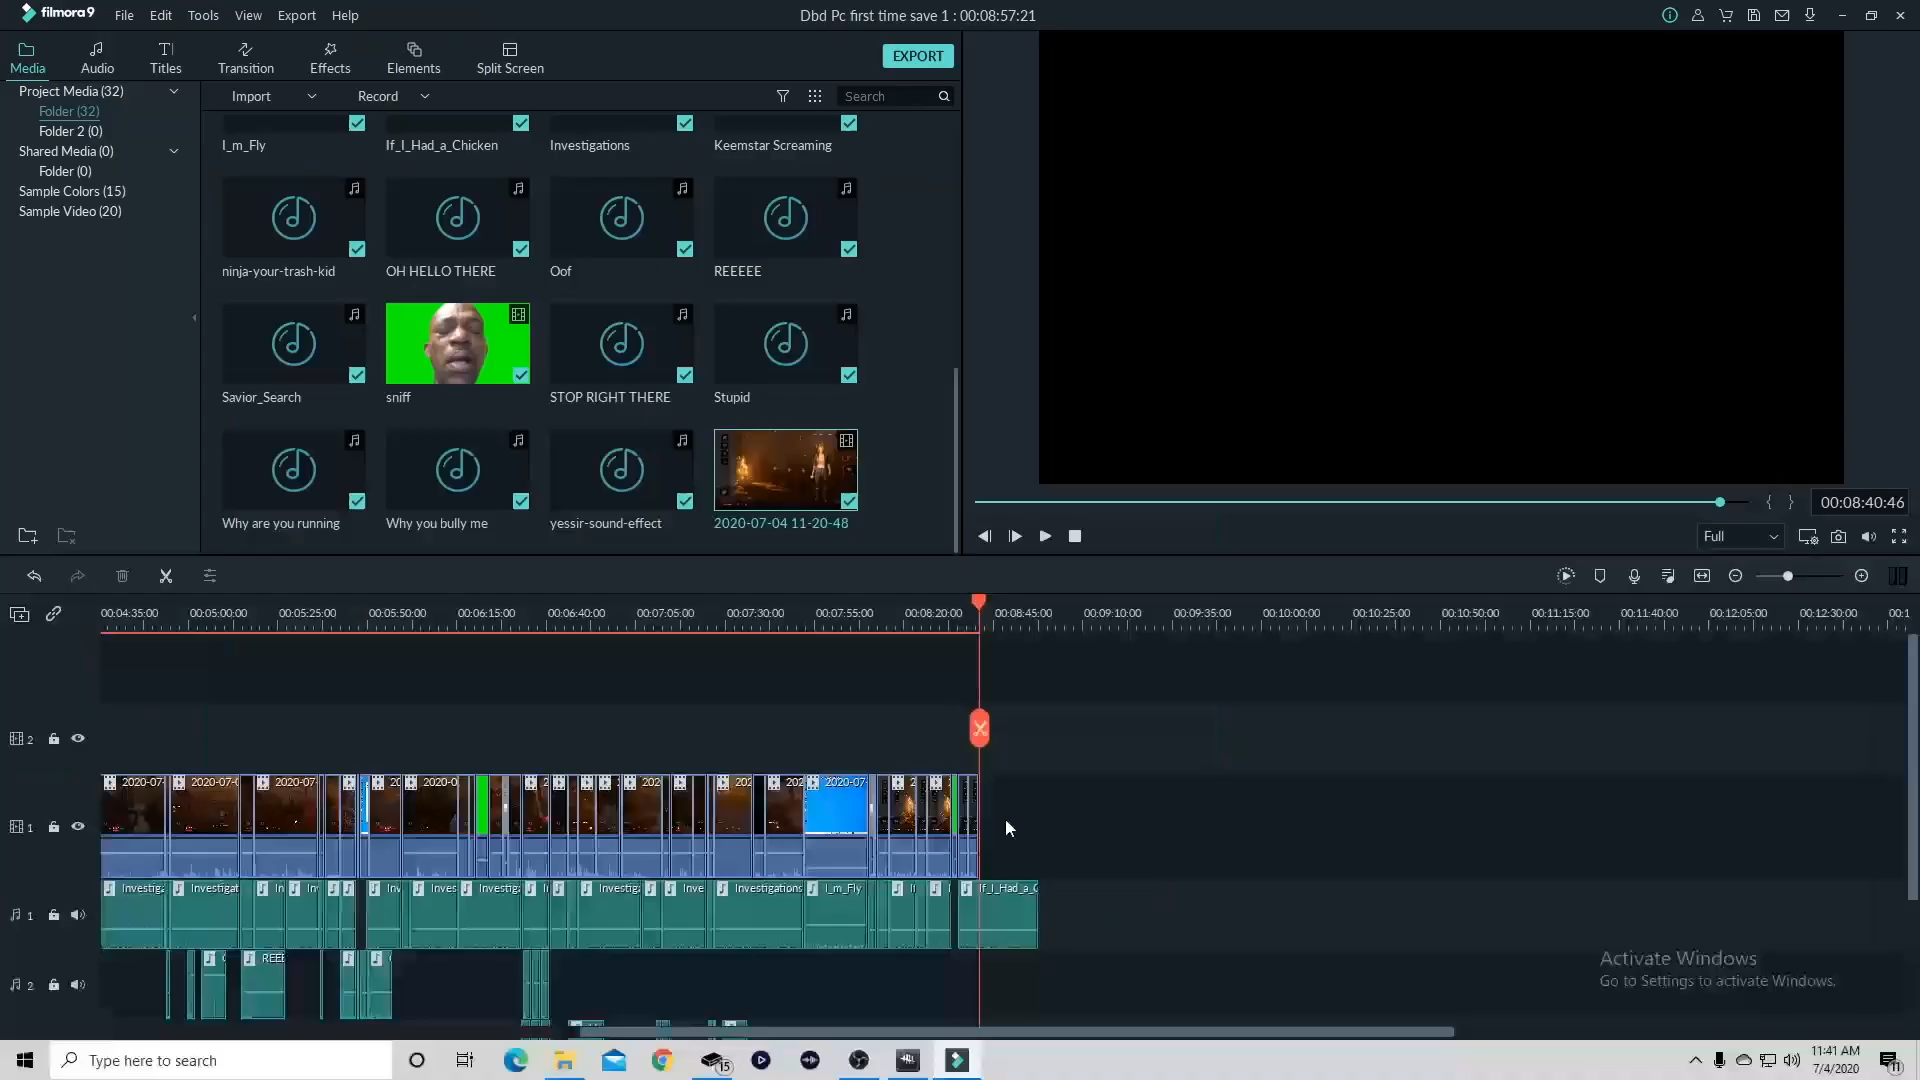 filmora9 File Edit Tools View Export Help Dbd Pc first time save 1 : 00:08:57:21
Media Audio Titles Transition Effects Elements Split Screen EXPORT
Project Media (32)
Folder (32)
Folder 2 (0)
Shared Media (0)
Folder (0)
Sample Colors (15)
Sample Video (20)
Import Record Search
I_m_Fly If_I_Had_a_Chicken Investigations Keemstar Screaming
ninja-your-trash-kid OH HELLO THERE Oof REEEEE
Savior_Search sniff STOP RIGHT THERE Stupid
Why are you running Why you bully me yessir-sound-effect 2020-07-04 11-20-48
00:08:40:46
Full
00:04:35:00 00:05:00:00 00:05:25:00 00:05:50:00 00:06:15:00 00:06:40:00 00:07:05:00 00:07:30:00 00:07:55:00 00:08:20:00 00:08:45:00 00:09:10:00 00:09:35:00 00:10:00:00 00:10:25:00 00:10:50:00 00:11:15:00 00:11:40:00 00:12:05:00 00:12:30:00 00:1
2
2020-07- 2020-07-0 2020-07- 20 2020-0 2 202 202 202 2020-07- 2
1
Investiga Investigat In In Inv Inves Investiga I Investiga Inve Investigations I_m_Fly If_I_Had_a_C
1
REEE
2
Activate Windows
Go to Settings to activate Windows.
Type here to search 15 11:41 AM
7/4/2020 11